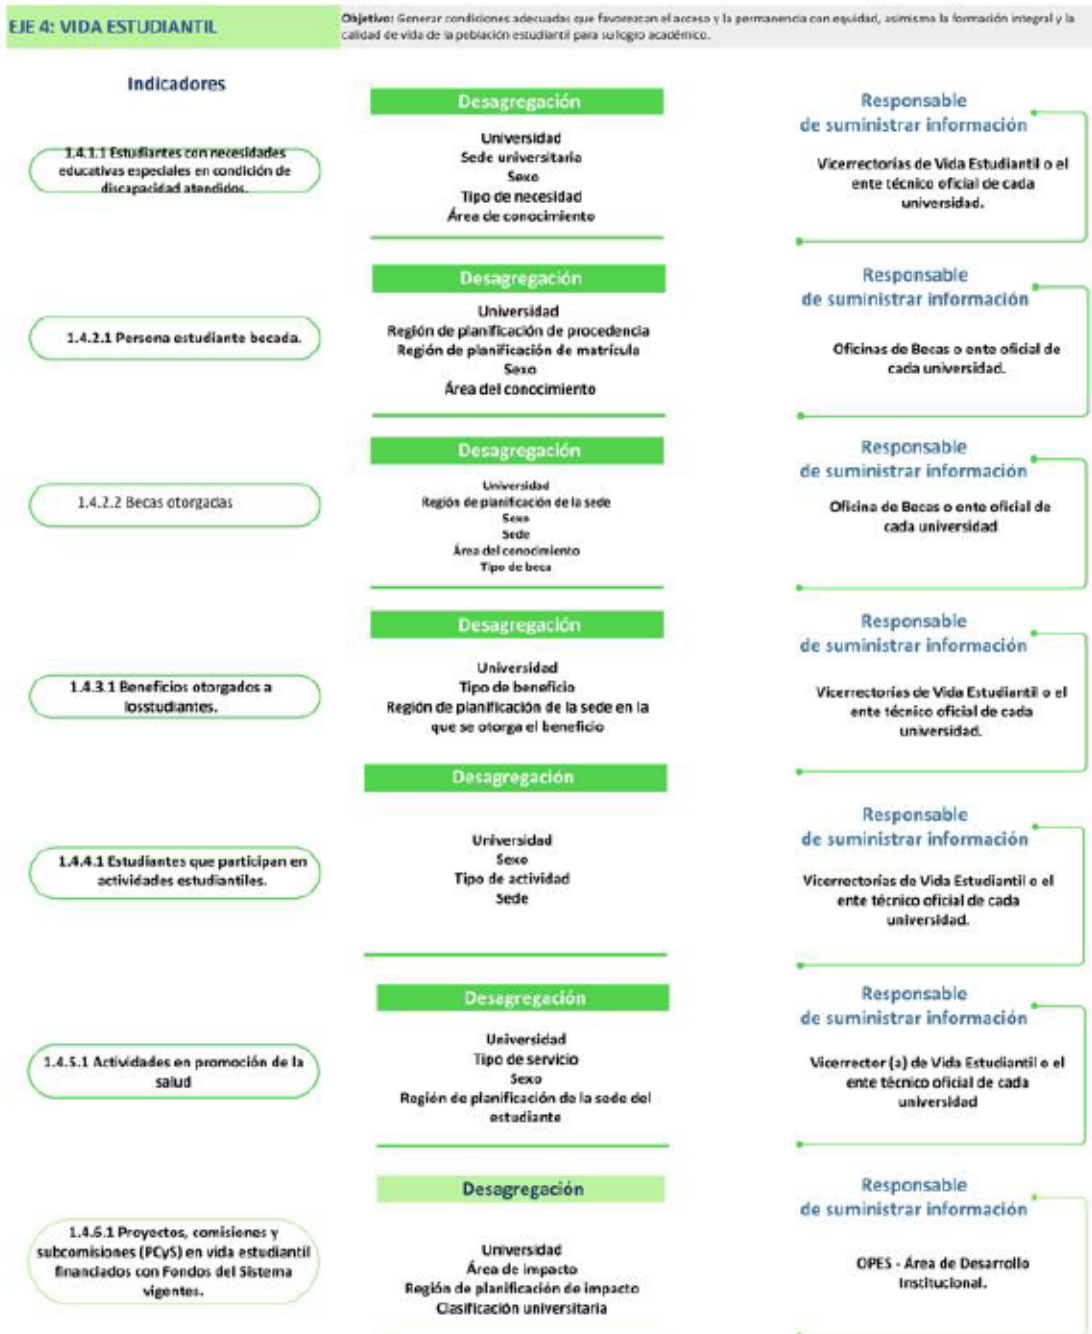 EJE 4: VIDA ESTUDIANTIL
Objetivo: Generar condiciones adecuadas que favorezcan el acceso y la permanencia con equidad, asimismo la formación integral y la
calidad de vida de la población estudiantil para su logro académico.
Indicadores
Desagregación
Responsable
de suministrar información
1.4.1.1 Estudiantes con necesidades
educativas especiales en condición de
discapacidad atendidos.
Universidad
Sede universitaria
Sexo
Tipo de necesidad
Área de conocimiento
Vicerrectorías de Vida Estudiantil o el
ente técnico oficial de cada
universidad.
Desagregación
Responsable
de suministrar información
1.4.2.1 Persona estudiante becada.
Universidad
Región de planificación de procedencia
Región de planificación de matrícula
Sexo
Área del conocimiento
Oficinas de Becas o ente oficial de
cada universidad.
Desagregación
Responsable
de suministrar información
1.4.2.2 Becas otorgadas
Universidad
Región de planificación de la sede
Sexo
Sede
Área del conocimiento
Tipo de beca
Oficina de Becas o ente oficial de
cada universidad
Desagregación
Responsable
de suministrar información
1.4.3.1 Beneficios otorgados a
losstudiantes.
Universidad
Tipo de beneficio
Región de planificación de la sede en la
que se otorga el beneficio
Vicerrectorías de Vida Estudiantil o el
ente técnico oficial de cada
universidad.
Desagregación
Responsable
de suministrar información
1.4.4.1 Estudiantes que participan en
actividades estudiantiles.
Universidad
Sexo
Tipo de actividad
Sede
Vicerrectorías de Vida Estudiantil o el
ente técnico oficial de cada
universidad.
Desagregación
Responsable
de suministrar información
1.4.5.1 Actividades en promoción de la
salud
Universidad
Tipo de servicio
Sexo
Región de planificación de la sede del
estudiante
Vicerrector (a) de Vida Estudiantil o el
ente técnico oficial de cada
universidad
Desagregación
Responsable
de suministrar información
1.4.6.1 Proyectos, comisiones y
subcomisiones (PCyS) en vida estudiantil
financiados con Fondos del Sistema
vigentes.
Universidad
Área de impacto
Región de planificación de impacto
Clasificación universitaria
OPES - Área de Desarrollo
Institucional.